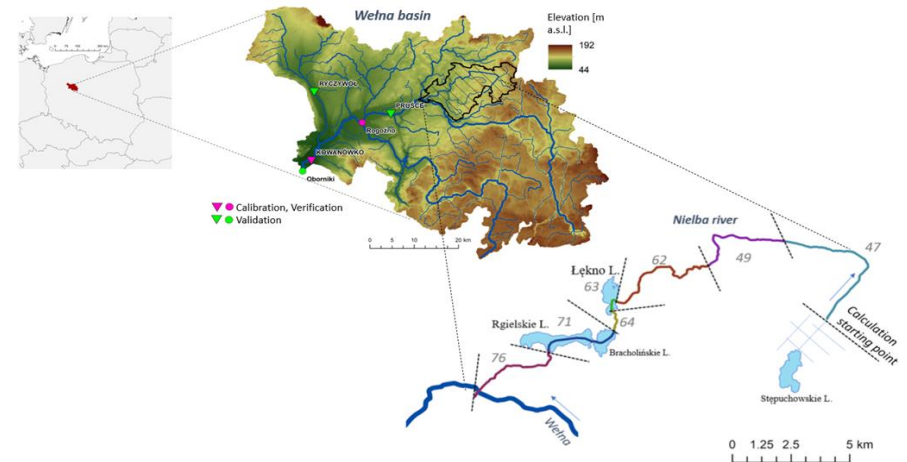 Wełna basin
Elevation [m
a.s.l.]
192
44
RYCZYWÓŁ
PRUŚCE
Rogoźno
KOWANÓWKO
Oborniki
Calibration, Verification
Validation
0 5 10 20 km
Nielba river
47
49
62
Łękno L.
63
64
Rgielskie L.
71
Bracholińskie L.
76
Calculation
starting point
Stępuchowskie L.
Wełna
0 1.25 2.5 5 km